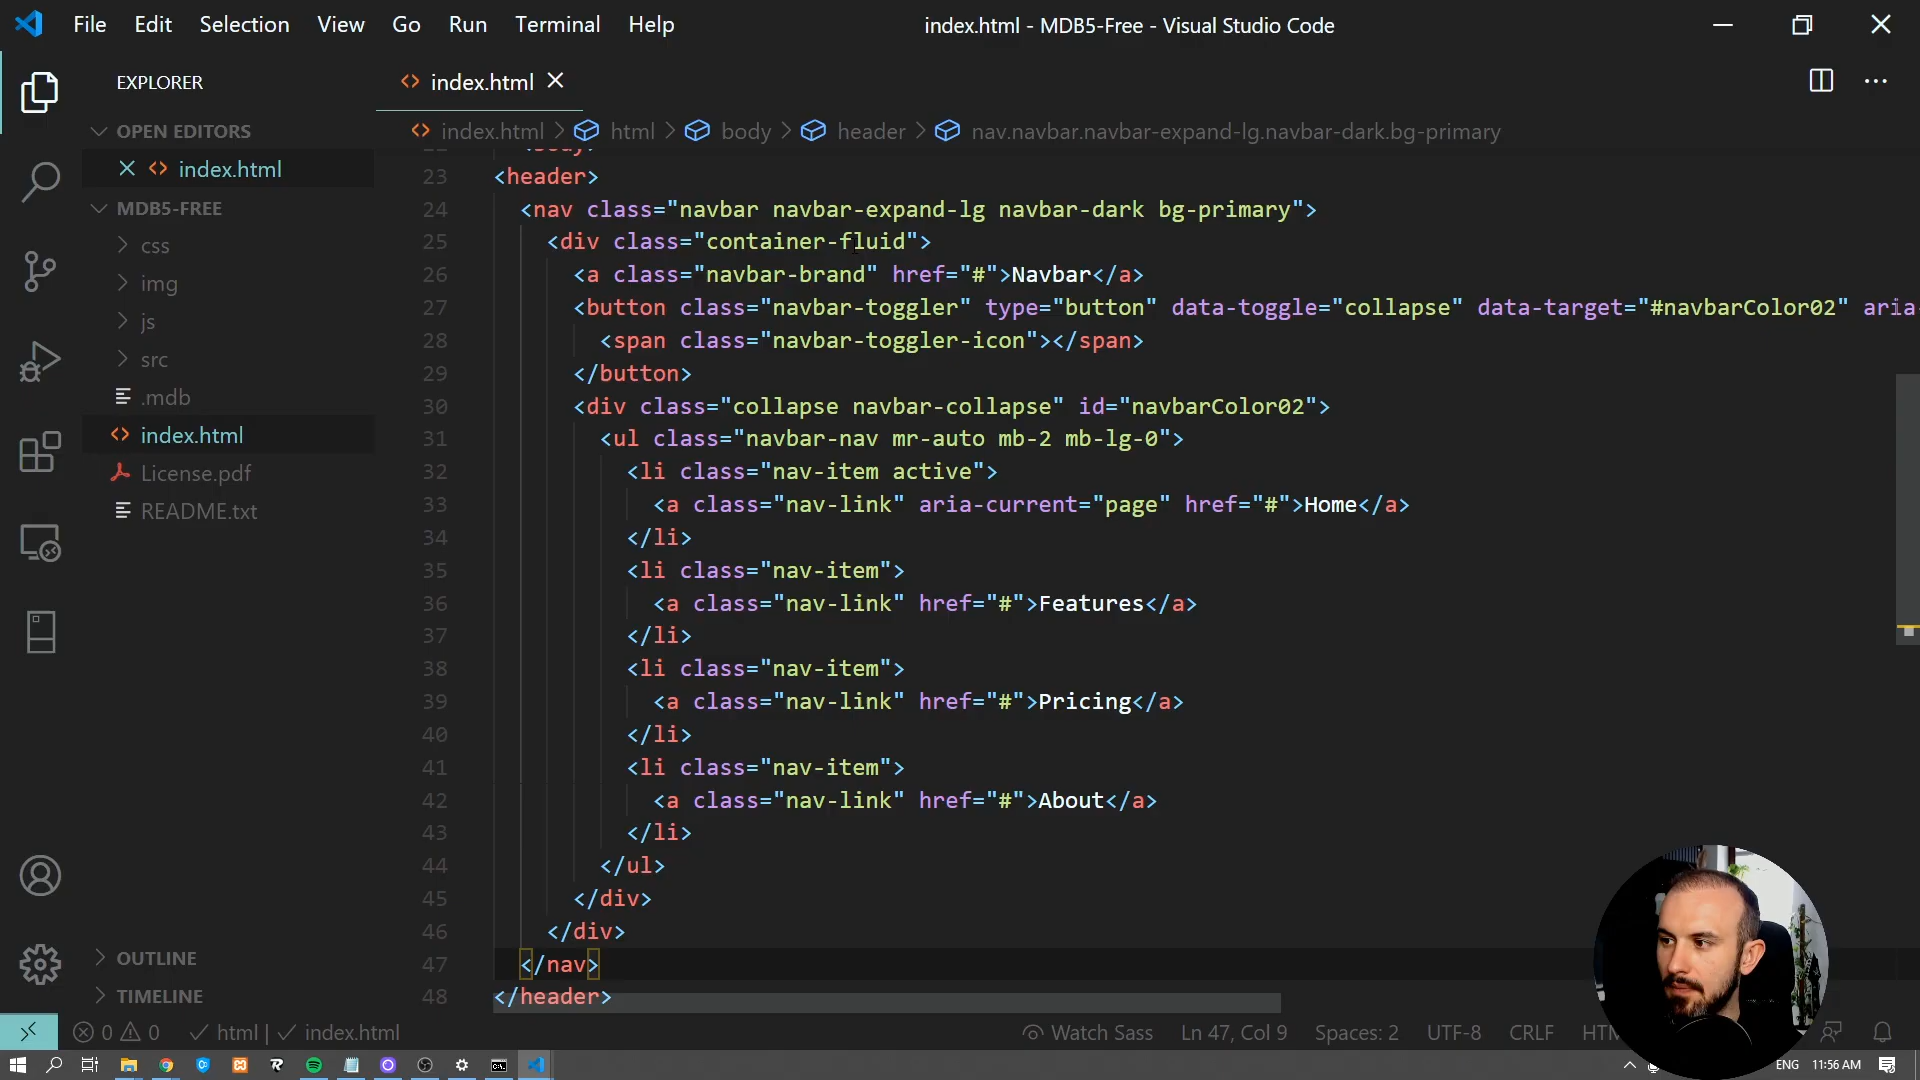 File Edit Selection View Go Run Terminal Help
index.html - MDB5-Free - Visual Studio Code
EXPLORER
OPEN EDITORS
index.html
MDB5-FREE
css
img
js
src
.mdb
index.html
License.pdf
README.txt
OUTLINE
TIMELINE
index.html
index.html > html > body > header > nav.navbar.navbar-expand-lg.navbar-dark.bg-primary
23 <header>
24 <nav class="navbar navbar-expand-lg navbar-dark bg-primary">
25 <div class="container-fluid">
26 <a class="navbar-brand" href="#">Navbar</a>
27 <button class="navbar-toggler" type="button" data-toggle="collapse" data-target="#navbarColor02" aria-
28 <span class="navbar-toggler-icon"></span>
29 </button>
30 <div class="collapse navbar-collapse" id="navbarColor02">
31 <ul class="navbar-nav mr-auto mb-2 mb-lg-0">
32 <li class="nav-item active">
33 <a class="nav-link" aria-current="page" href="#">Home</a>
34 </li>
35 <li class="nav-item">
36 <a class="nav-link" href="#">Features</a>
37 </li>
38 <li class="nav-item">
39 <a class="nav-link" href="#">Pricing</a>
40 </li>
41 <li class="nav-item">
42 <a class="nav-link" href="#">About</a>
43 </li>
44 </ul>
45 </div>
46 </div>
47 </nav>
48 </header>
0 0 html | index.html
Watch Sass Ln 47, Col 9 Spaces: 2 UTF-8 CRLF
ENG 11:56 AM